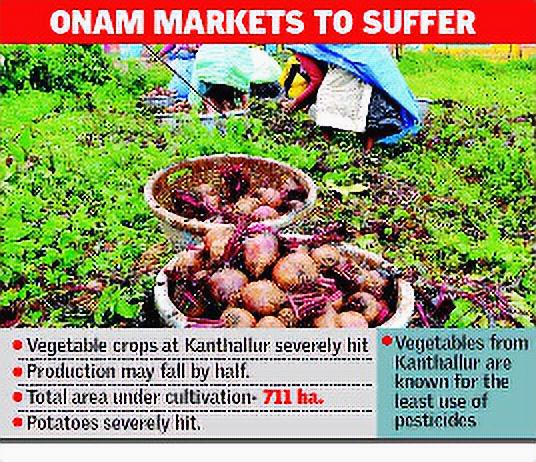 ONAM MARKETS TO SUFFER
• Vegetable crops at Kanthallur severely hit
• Production may fall by half.
• Total area under cultivation- 711 ha.
• Potatoes severely hit.
• Vegetables from
Kanthallur are
known for the
least use of
pesticides